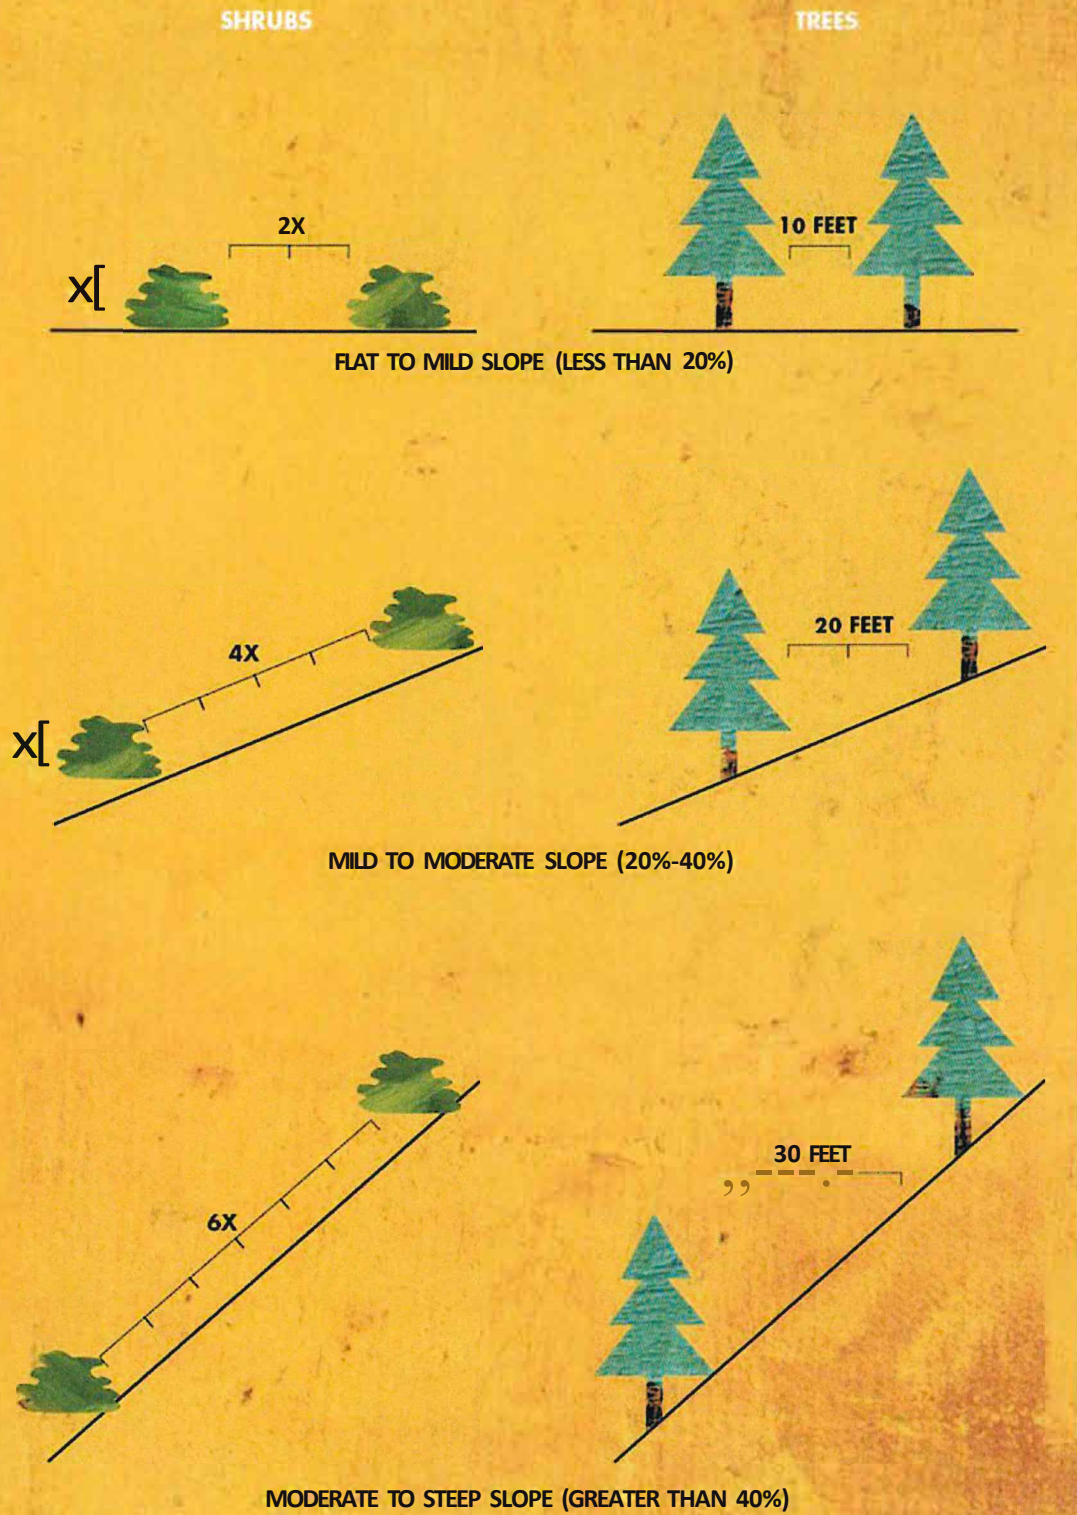 SHRUBS
TREES
2X
10 FEET
x[
FLAT TO MILD SLOPE (LESS THAN 20%)
20 FEET
4X
x[
MILD TO MODERATE SLOPE (20%-40%)
30 FEET
,, ---.-
6X
MODERATE TO STEEP SLOPE (GREATER THAN 40%)